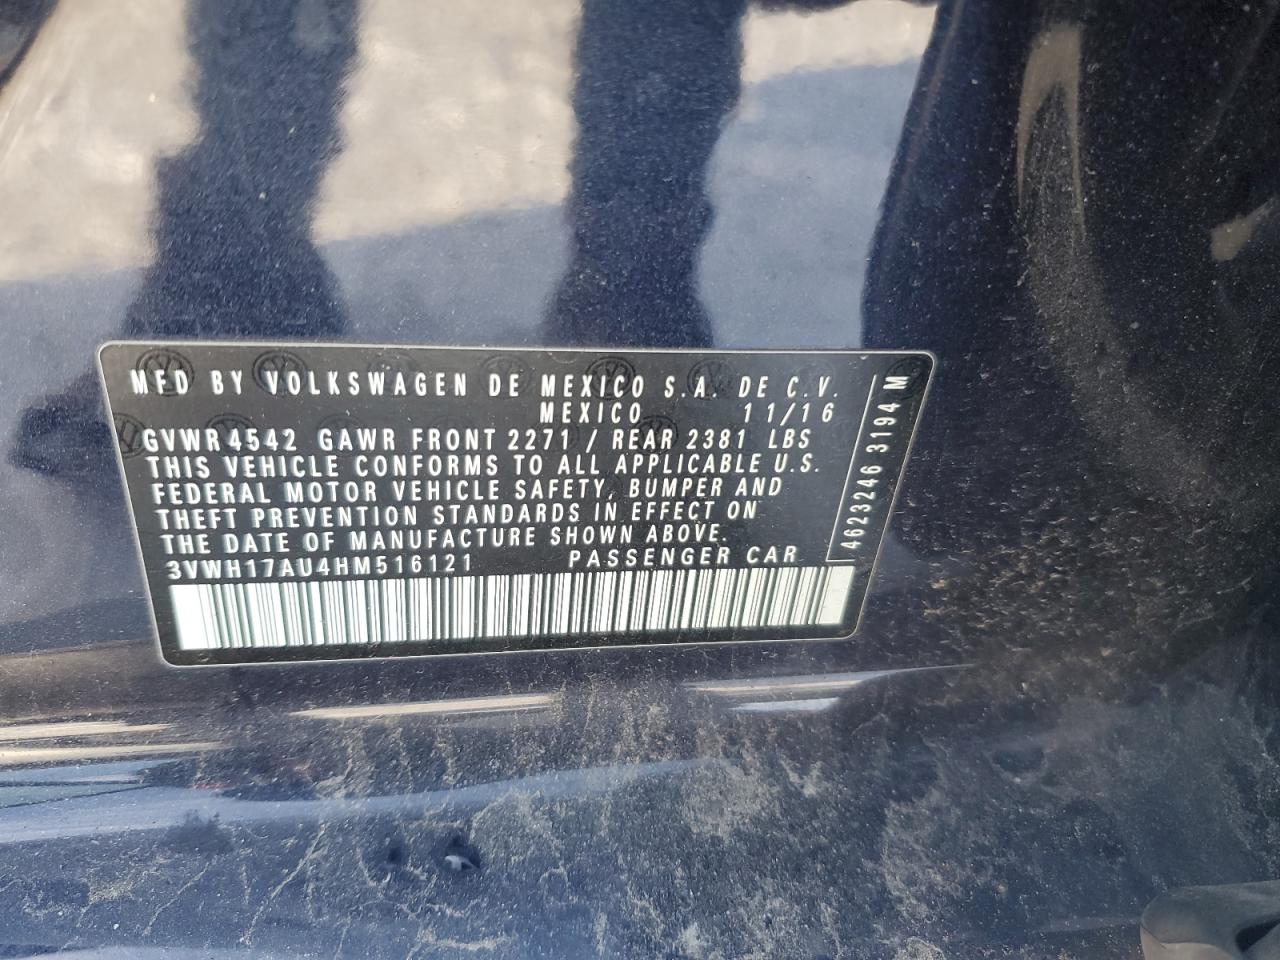 MFD BY VOLKSWAGEN DE MEXICO S.A. DE C.V.
MEXICO 11/16
GVWR 4542 GAWR FRONT 2271 / REAR 2381 LBS
THIS VEHICLE CONFORMS TO ALL APPLICABLE U.S.
FEDERAL MOTOR VEHICLE SAFETY, BUMPER AND
THEFT PREVENTION STANDARDS IN EFFECT ON
THE DATE OF MANUFACTURE SHOWN ABOVE.
3VWH17AU4HM516121 PASSENGER CAR
4623246 3194 M